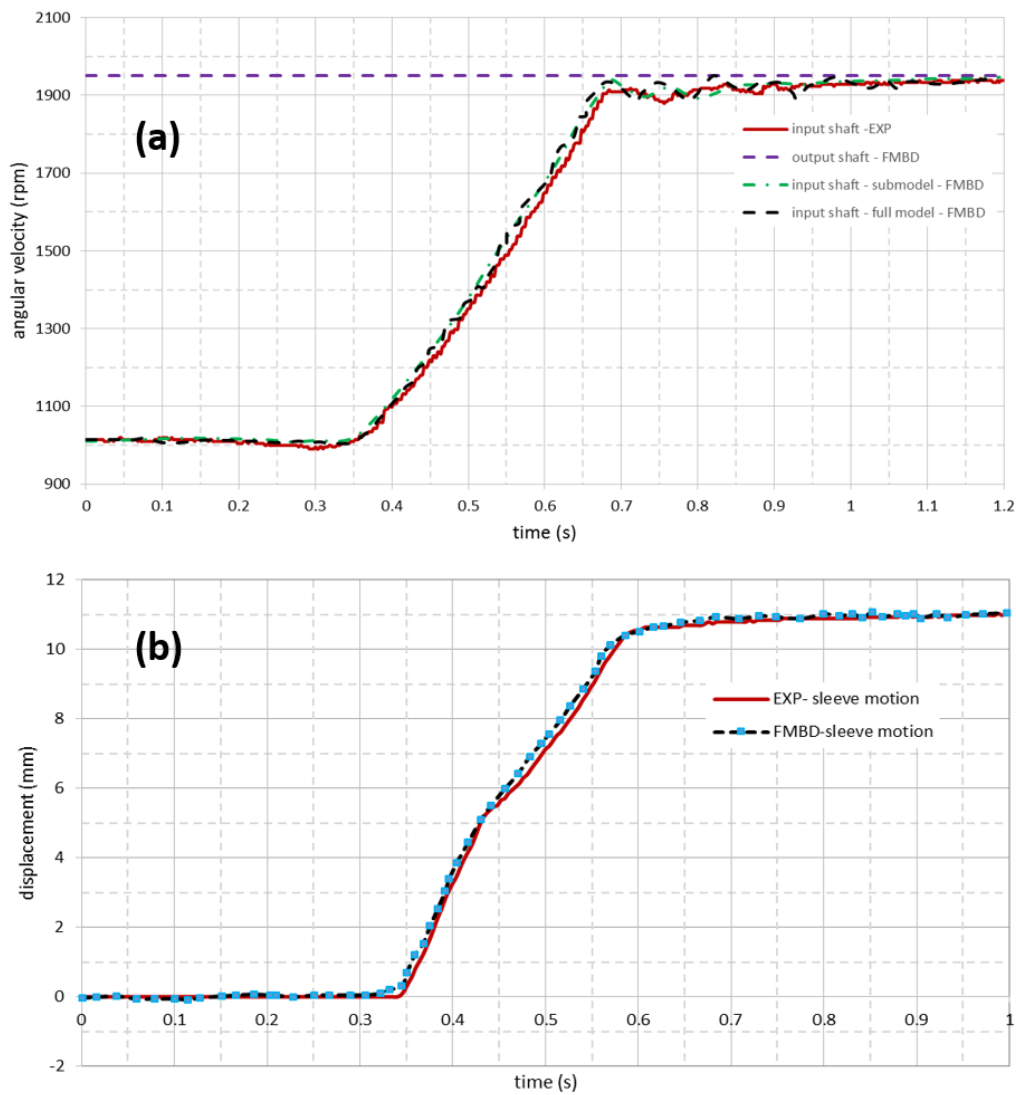 2100
1900
1700
1500
1300
1100
900
angular velocity (rpm)
(a)
input shaft -EXP
output shaft - FMBD
input shaft - submodel - FMBD
input shaft - full model - FMBD
0 0.1 0.2 0.3 0.4 0.5 0.6 0.7 0.8 0.9 1 1.1 1.2
time (s)
12
10
8
6
4
2
0
-2
displacement (mm)
(b)
EXP- sleeve motion
FMBD-sleeve motion
0 0.1 0.2 0.3 0.4 0.5 0.6 0.7 0.8 0.9 1
time (s)